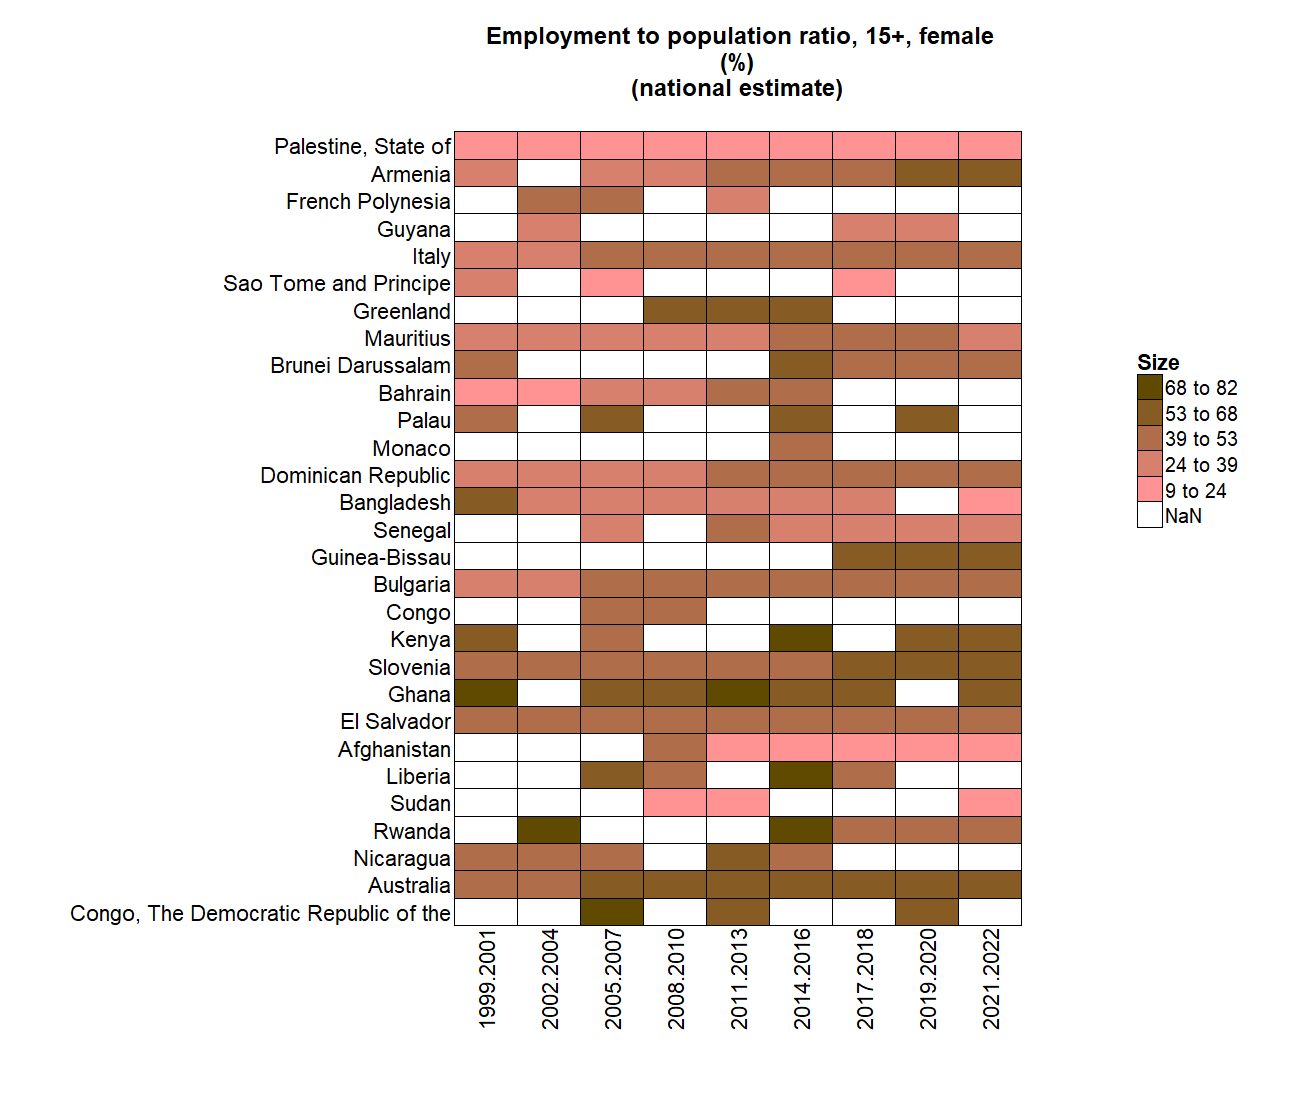 Employment to population ratio, 15+, female
(%)
(national estimate)
Palestine, State of
Armenia
French Polynesia
Guyana
Italy
Sao Tome and Principe
Greenland
Mauritius
Brunei Darussalam
Bahrain
Palau
Monaco
Dominican Republic
Bangladesh
Senegal
Guinea-Bissau
Bulgaria
Congo
Kenya
Slovenia
Ghana
El Salvador
Afghanistan
Liberia
Sudan
Rwanda
Nicaragua
Australia
Congo, The Democratic Republic of the
1999.2001
2002.2004
2005.2007
2008.2010
2011.2013
2014.2016
2017.2018
2019.2020
2021.2022
Size
68 to 82
53 to 68
39 to 53
24 to 39
9 to 24
NaN